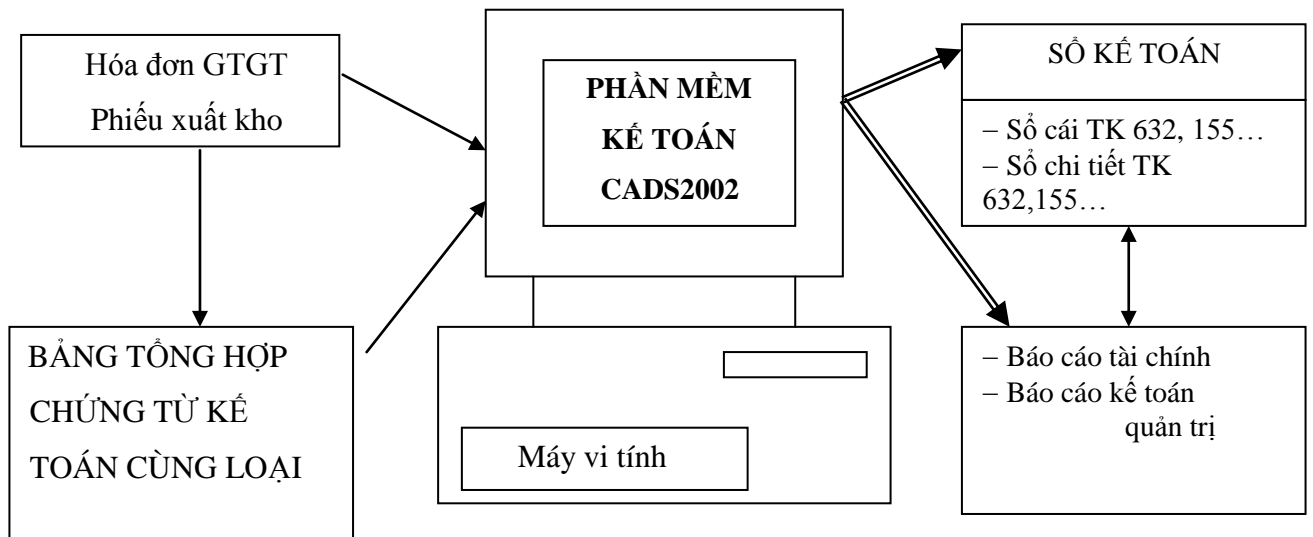 Hóa đơn GTGT
Phiếu xuất kho
BẢNG TỔNG HỢP
CHỨNG TỪ KẾ
TOÁN CÙNG LOẠI
PHẦN MỀM
KẾ TOÁN
CADS2002
Máy vi tính
SỔ KẾ TOÁN
– Sổ cái TK 632, 155…
– Sổ chi tiết TK
632,155…
– Báo cáo tài chính
– Báo cáo kế toán
quản trị